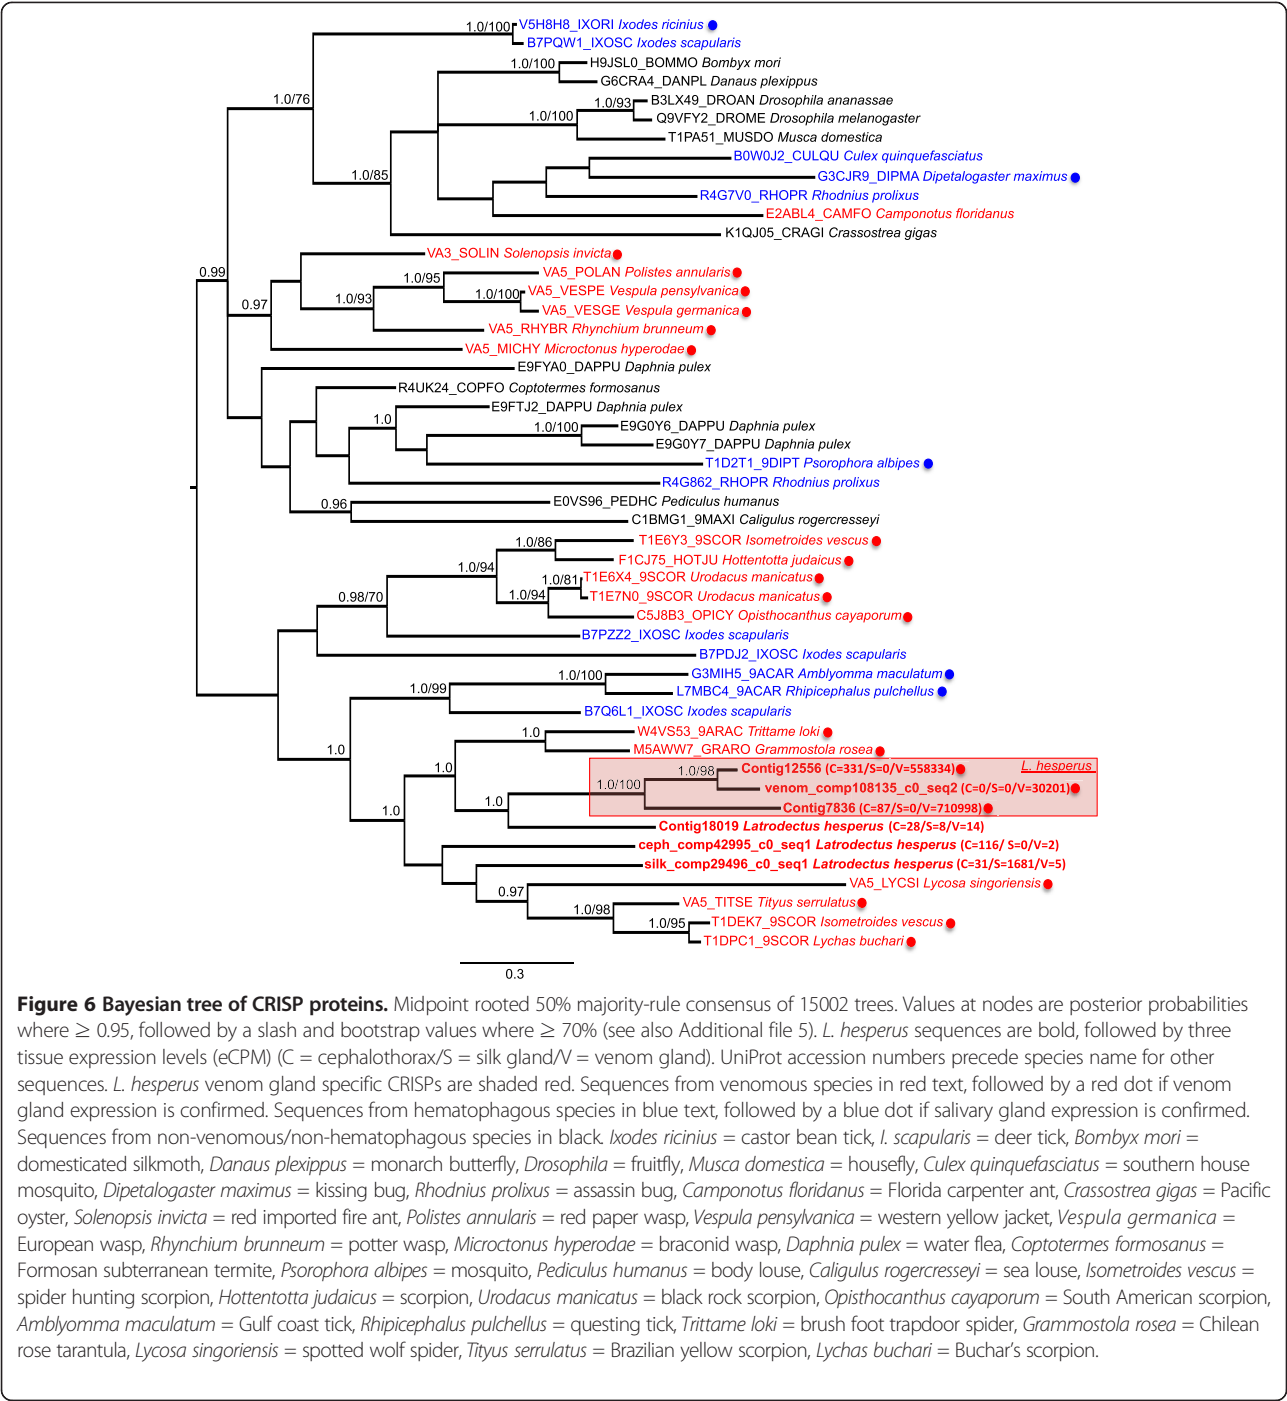 1.0/100
V5H8H8_IXORI Ixodes ricinius
B7PQW1_IXOSC Ixodes scapularis
1.0/100
H9JSL0_BOMMO Bombyx mori
G6CRA4_DANPL Danaus plexippus
1.0/76
1.0/93
B3LX49_DROAN Drosophila ananassae
1.0/100
Q9VFY2_DROME Drosophila melanogaster
T1PA51_MUSDO Musca domestica
B0W0J2_CULQU Culex quinquefasciatus
1.0/85
G3CJR9_DIPMA Dipetalogaster maximus
R4G7V0_RHOPR Rhodnius prolixus
E2ABL4_CAMFO Camponotus floridanus
K1QJ05_CRAGI Crassostrea gigas
VA3_SOLIN Solenopsis invicta
0.99
1.0/95
VA5_POLAN Polistes annularis
0.97
1.0/93
1.0/100
VA5_VESPE Vespula pensylvanica
VA5_VESGE Vespula germanica
VA5_RHYBR Rhynchium brunneum
VA5_MICHY Microctonus hyperodae
E9FYA0_DAPPU Daphnia pulex
R4UK24_COPFO Coptotermes formosanus
E9FTJ2_DAPPU Daphnia pulex
1.0
1.0/100
E9G0Y6_DAPPU Daphnia pulex
E9G0Y7_DAPPU Daphnia pulex
T1D2T1_9DIPT Psorophora albipes
R4G862_RHOPR Rhodnius prolixus
0.96
E0VS96_PEDHC Pediculus humanus
C1BMG1_9MAXI Caligulus rogercresseyi
1.0/86
T1E6Y3_9SCOR Isometroides vescus
F1CJ75_HOTJU Hottentotta judaicus
1.0/94
1.0/81
T1E6X4_9SCOR Urodacus manicatus
0.98/70
1.0/94
T1E7N0_9SCOR Urodacus manicatus
C5J8B3_OPICY Opisthocanthus cayaporum
B7PZZ2_IXOSC Ixodes scapularis
B7PDJ2_IXOSC Ixodes scapularis
1.0/100
G3MIH5_9ACAR Amblyomma maculatum
1.0/99
L7MBC4_9ACAR Rhipicephalus pulchellus
B7Q6L1_IXOSC Ixodes scapularis
1.0
W4VS53_9ARAC Trittame loki
1.0
M5AWW7_GRARO Grammostola rosea
1.0
1.0/98
Contig12556 (C=331/S=0/V=558334)
L. hesperus
1.0/100
venom_comp108135_c0_seq2 (C=0/S=0/V=30201)
1.0
1.0
Contig7836 (C=87/S=0/V=710998)
Contig18019 Latrodectus hesperus (C=28/S=8/V=14)
ceph_comp42995_c0_seq1 Latrodectus hesperus (C=116/ S=0/V=2)
silk_comp29496_c0_seq1 Latrodectus hesperus (C=31/S=1681/V=5)
0.97
VA5_LYCSI Lycosa singoriensis
1.0/98
VA5_TITSE Tityus serrulatus
1.0/95
T1DEK7_9SCOR Isometroides vescus
T1DPC1_9SCOR Lychas buchari
0.3
Figure 6 Bayesian tree of CRISP proteins. Midpoint rooted 50% majority-rule consensus of 15002 trees. Values at nodes are posterior probabilities
where ≥ 0.95, followed by a slash and bootstrap values where ≥ 70% (see also Additional file 5). L. hesperus sequences are bold, followed by three
tissue expression levels (eCPM) (C = cephalothorax/S = silk gland/V = venom gland). UniProt accession numbers precede species name for other
sequences. L. hesperus venom gland specific CRISPs are shaded red. Sequences from venomous species in red text, followed by a red dot if venom
gland expression is confirmed. Sequences from hematophagous species in blue text, followed by a blue dot if salivary gland expression is confirmed.
Sequences from non-venomous/non-hematophagous species in black. Ixodes ricinius = castor bean tick, I. scapularis = deer tick, Bombyx mori =
domesticated silkmoth, Danaus plexippus = monarch butterfly, Drosophila = fruitfly, Musca domestica = housefly, Culex quinquefasciatus = southern house
mosquito, Dipetalogaster maximus = kissing bug, Rhodnius prolixus = assassin bug, Camponotus floridanus = Florida carpenter ant, Crassostrea gigas = Pacific
oyster, Solenopsis invicta = red imported fire ant, Polistes annularis = red paper wasp, Vespula pensylvanica = western yellow jacket, Vespula germanica =
European wasp, Rhynchium brunneum = potter wasp, Microctonus hyperodae = braconid wasp, Daphnia pulex = water flea, Coptotermes formosanus =
Formosan subterranean termite, Psorophora albipes = mosquito, Pediculus humanus = body louse, Caligulus rogercresseyi = sea louse, Isometroides vescus =
spider hunting scorpion, Hottentotta judaicus = scorpion, Urodacus manicatus = black rock scorpion, Opisthocanthus cayaporum = South American scorpion,
Amblyomma maculatum = Gulf coast tick, Rhipicephalus pulchellus = questing tick, Trittame loki = brush foot trapdoor spider, Grammostola rosea = Chilean
rose tarantula, Lycosa singoriensis = spotted wolf spider, Tityus serrulatus = Brazilian yellow scorpion, Lychas buchari = Buchar's scorpion.